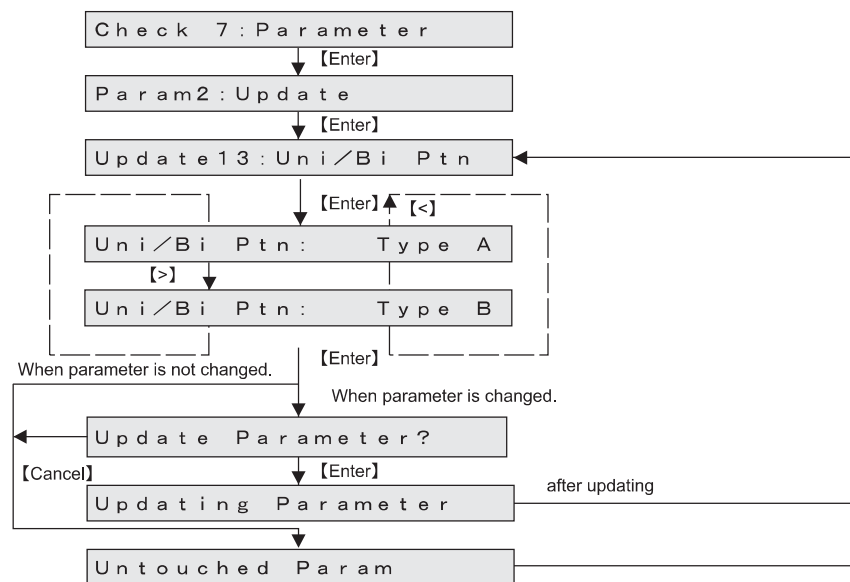 Check 7:Parameter
【Enter】
Param2:Update
【Enter】
Update13:Uni/Bi Ptn
【Enter】
【<】
Uni/Bi Ptn: Type A
【>】
Uni/Bi Ptn: Type B
【Enter】
When parameter is not changed.
When parameter is changed.
Update Parameter?
【Cancel】
【Enter】
after updating
Updating Parameter
Untouched Param